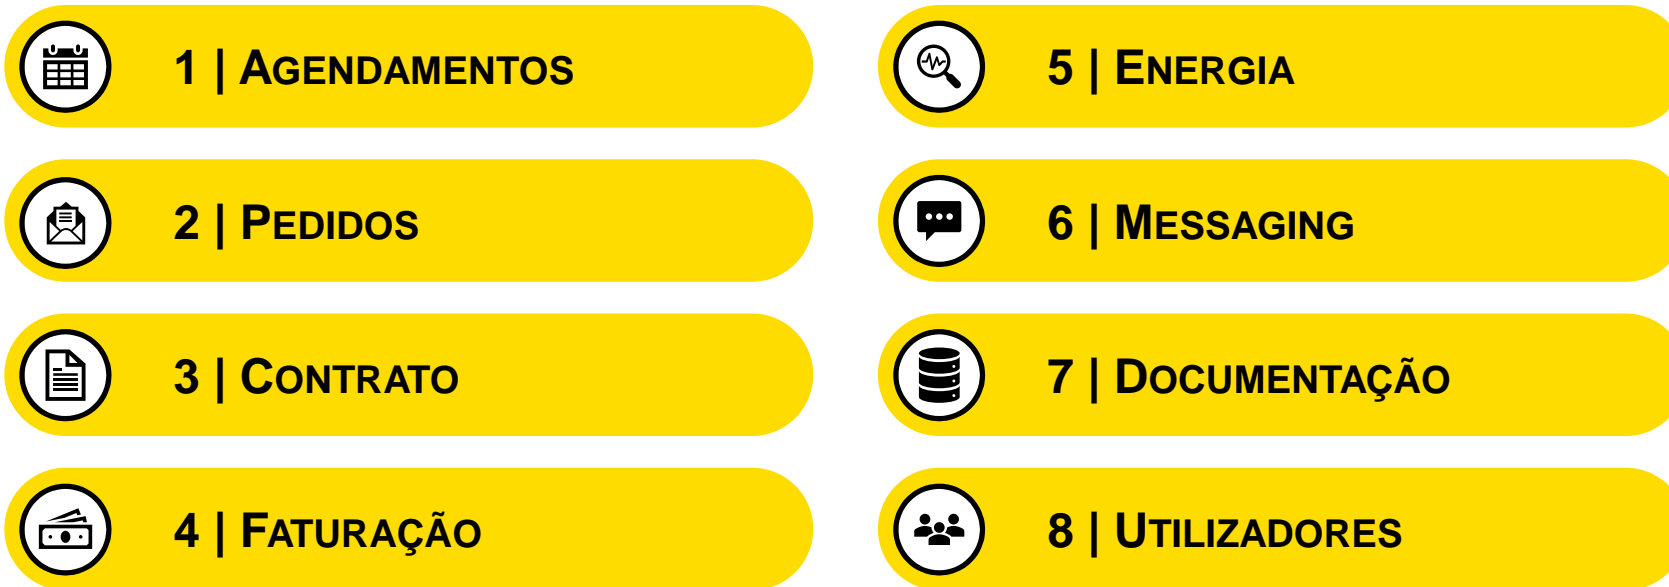 1 | AGENDAMENTOS
2 | PEDIDOS
3 | CONTRATO
4 | FATURAÇÃO
5 | ENERGIA
6 | MESSAGING
7 | DOCUMENTAÇÃO
8 | UTILIZADORES